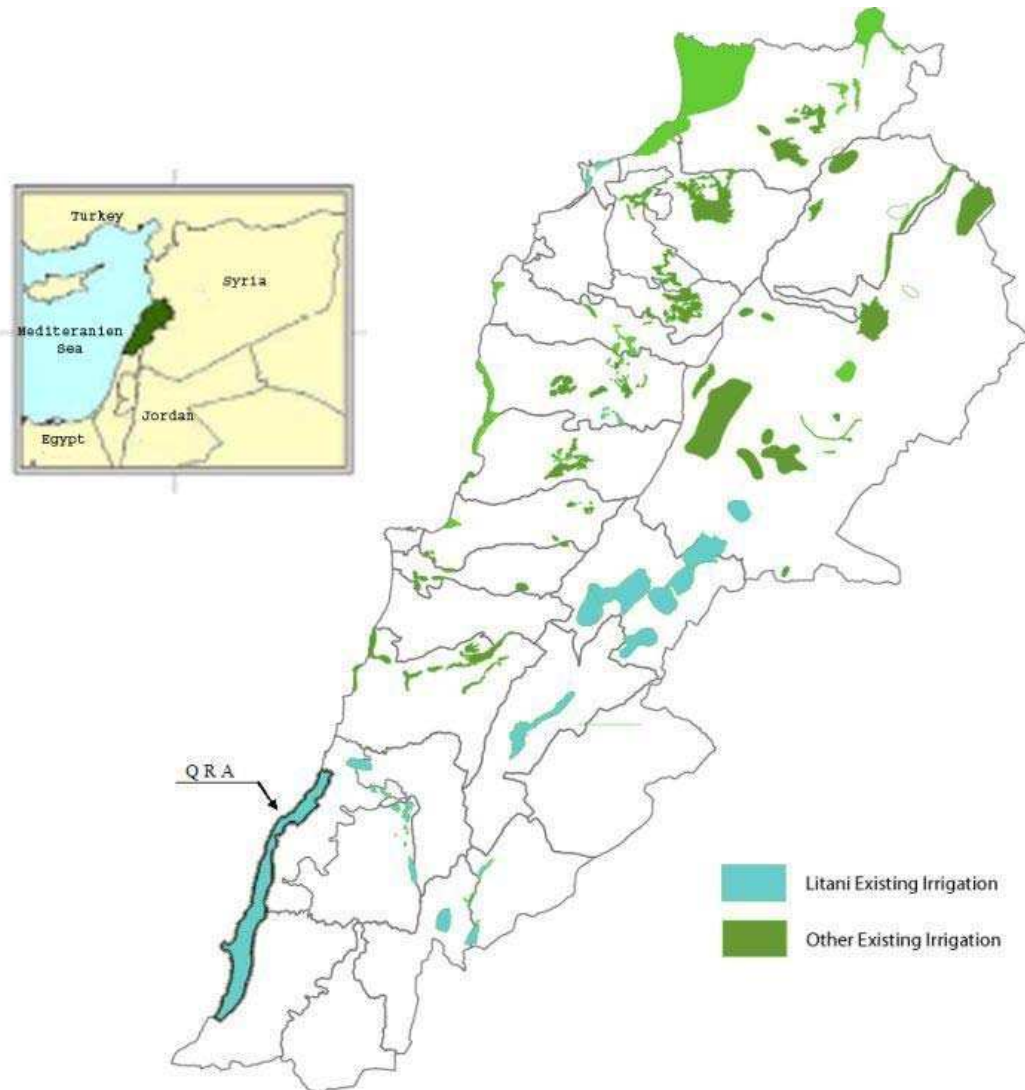 Turkey
Syria
Mediteranien
Sea
Jordan
Egypt
Q R A
Litani Existing Irrigation
Other Existing Irrigation